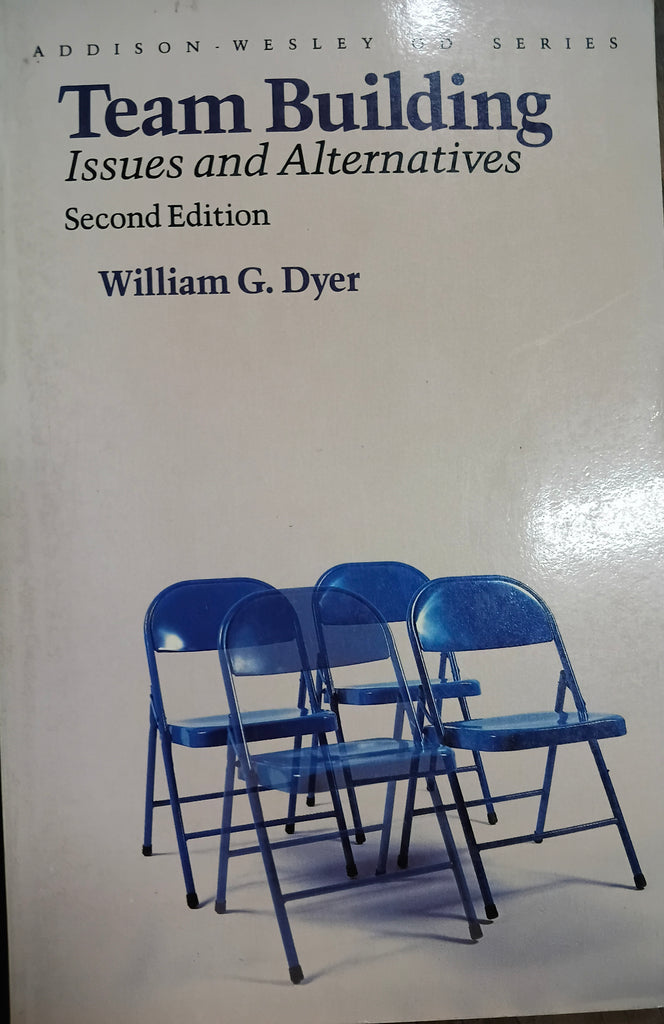 ADDISON-WESLEY OD SERIES
Team Building
Issues and Alternatives
Second Edition
William G. Dyer